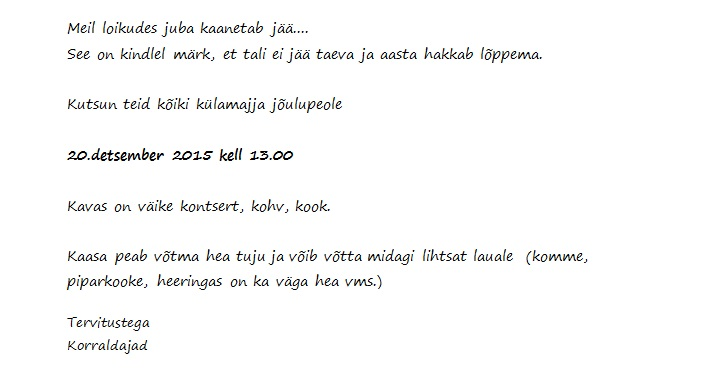 Meil loikudes juba kaanetab jää....
See on kindlel märk, et tali ei jää taeva ja aasta hakkab lõppema.
Kutsun teid kõiki külamajja jõulupeole
20.detsember 2015 kell 13.00
Kavas on väike kontsert, kohv, kook.
Kaasa peab võtma hea tuju ja võib võtta midagi lihtsat lauale (komme,
piparkooke, heeringas on ka väga hea vms.)
Tervitustega
Korraldajad